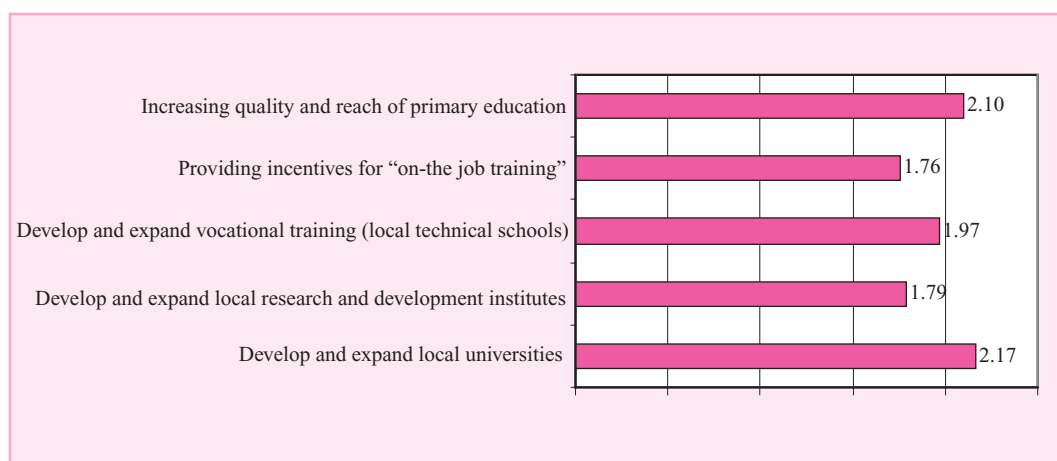 Increasing quality and reach of primary education 2.10
Providing incentives for “on-the job training” 1.76
Develop and expand vocational training (local technical schools) 1.97
Develop and expand local research and development institutes 1.79
Develop and expand local universities 2.17